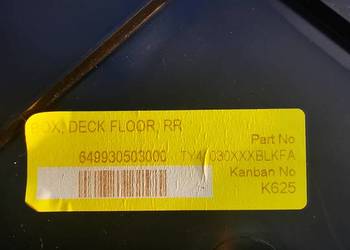 BOX, DECK FLOOR, RR
Part No
649930503000 TY4 030XXXBLKFA
Kanban No
K625